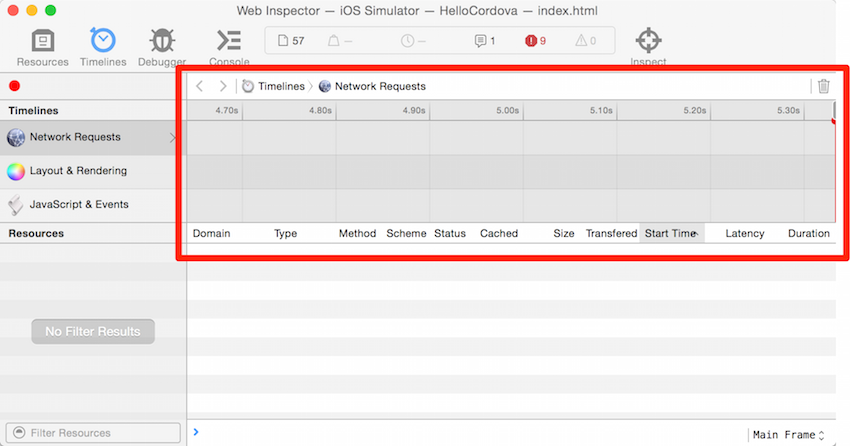 Web Inspector — iOS Simulator — HelloCordova — index.html
Resources Timelines Debugger Console 57 — — 1 9 0 Inspect
Timelines Network Requests
Timelines 4.70s 4.80s 4.90s 5.00s 5.10s 5.20s 5.30s
Network Requests
Layout & Rendering
JavaScript & Events
Resources Domain Type Method Scheme Status Cached Size Transfered Start Time Latency Duration
No Filter Results
Filter Resources Main Frame